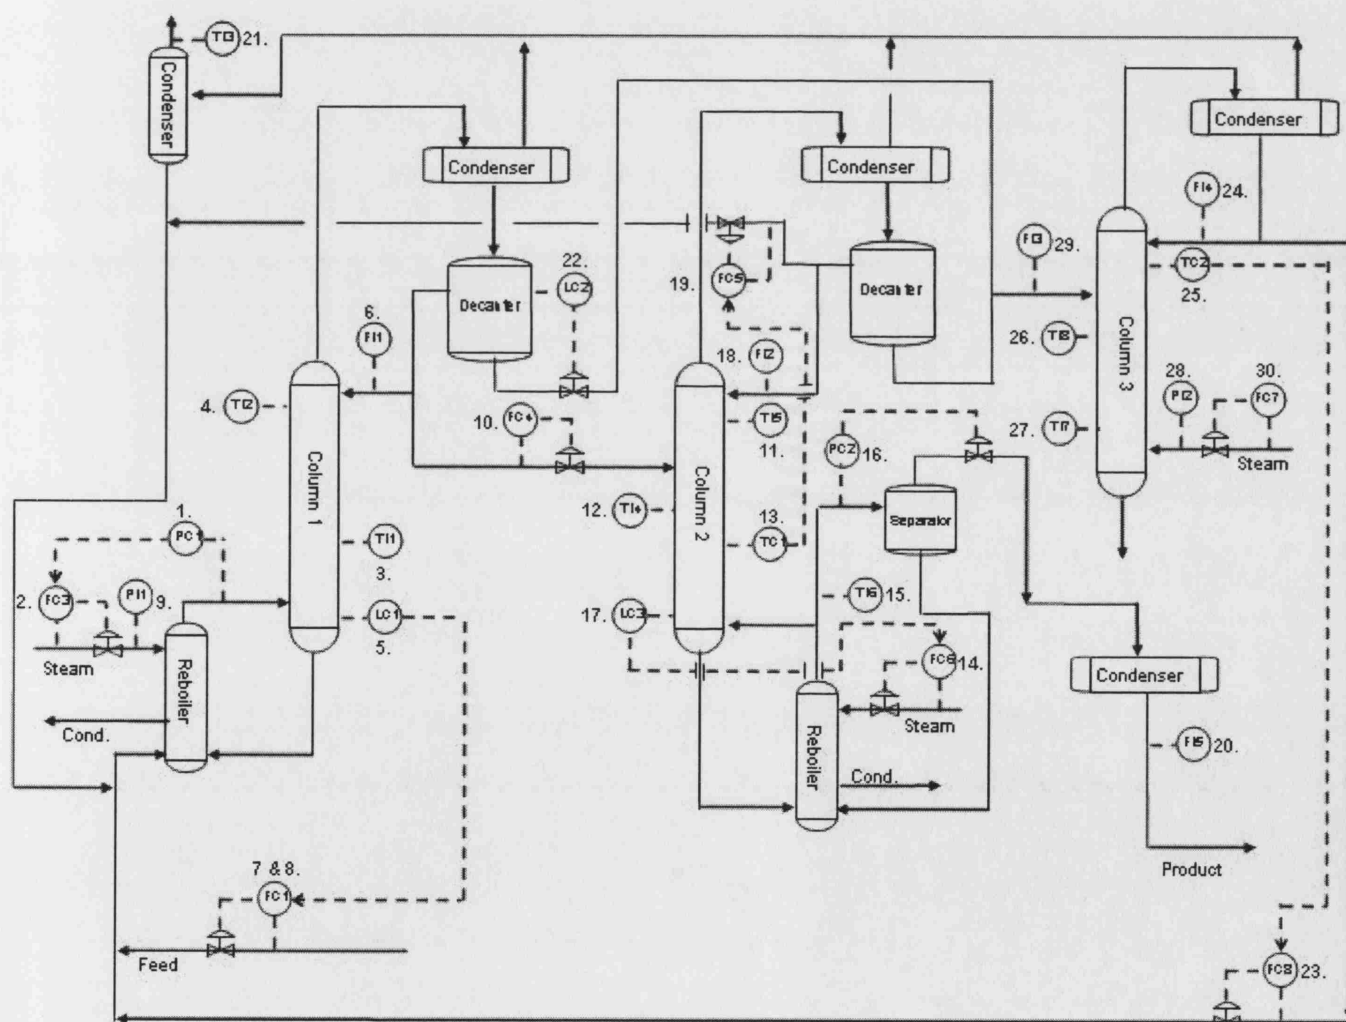 TI3 21.
Condenser
Condenser
Condenser
Condenser
FI4 24.
22.
LC2
Decanter
19. FC5
Decanter
FI3 29.
TC2
25.
6.
FI1
18. FI2
26. TI8
Column 3
4. TI2
10. FC4
TI5
11.
PC2 16.
28.
PI2
30.
FC7
27. TI7
Steam
Column 1
Column 2
Separator
1.
PC1
12. TI4
13.
TC1
TI1
3.
2. FC3
PI1 9.
LC1
5.
17. LC3
TI6 15.
Steam
Reboiler
FC6 14.
Steam
Condenser
Cond.
Reboiler
Cond.
FI5 20.
7 & 8.
FC1
Product
Feed
FC8 23.